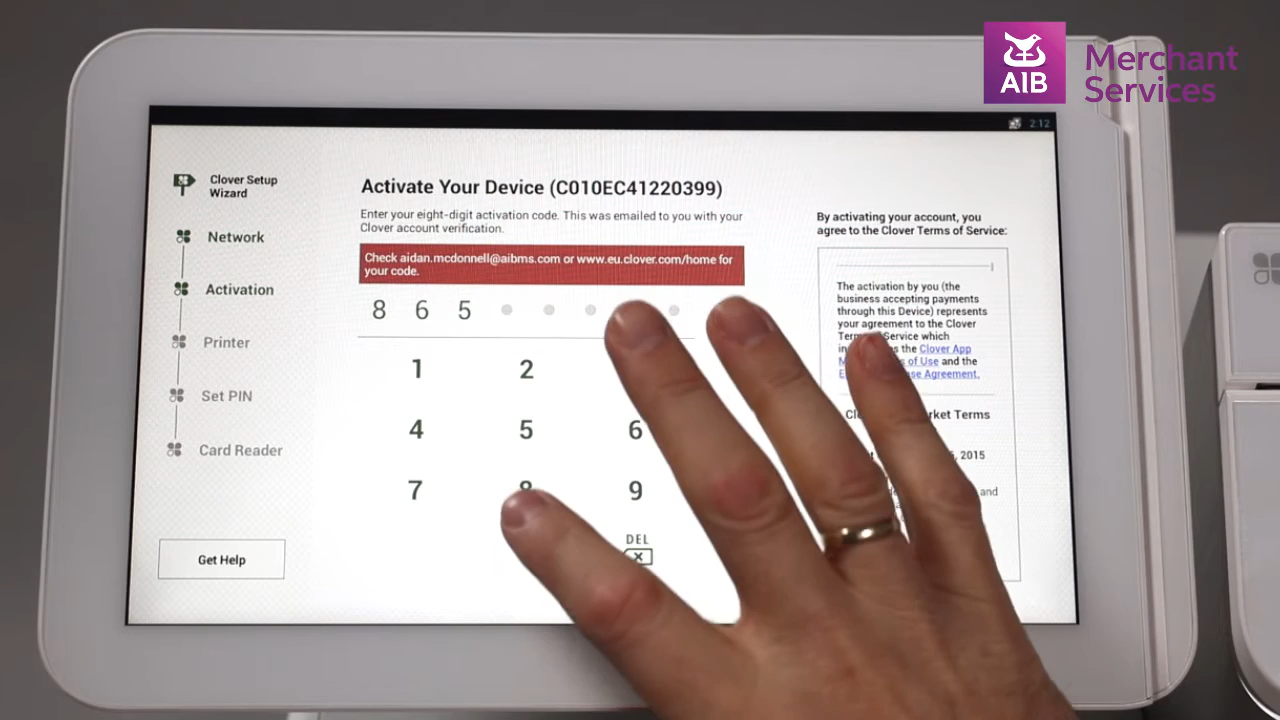 AIB
Merchant
Services
2:12
Clover Setup
Wizard
Network
Activation
Printer
Set PIN
Card Reader
Get Help
Activate Your Device (C010EC41220399)
Enter your eight-digit activation code. This was emailed to you with your
Clover account verification.
Check aidan.mcdonnell@aibms.com or www.eu.clover.com/home for
your code.
8 6 5
1 2
4 5 6
7 8 9
DEL
By activating your account, you
agree to the Clover Terms of Service:
The activation by you (the
business accepting payments
through this Device) represents
your agreement to the Clover
Service which
the Clover App
of Use and the
Agreement.
Terms
, 2015
and